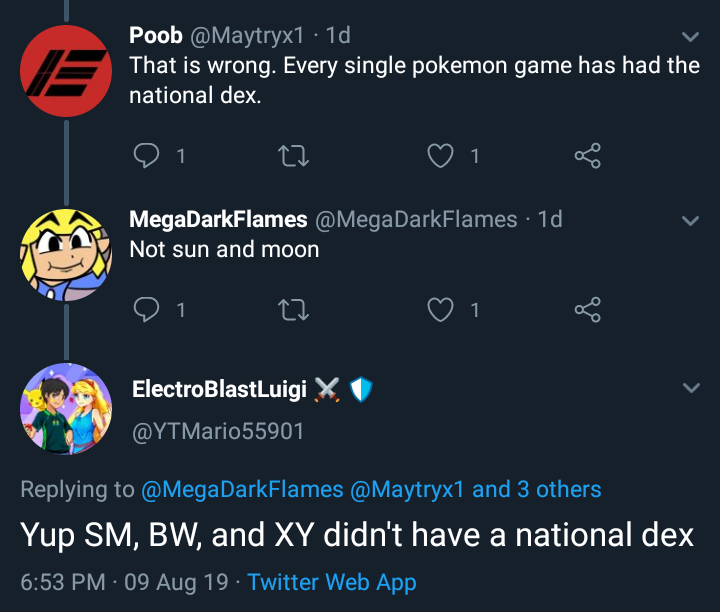 Poob @Maytryx1 · 1d
That is wrong. Every single pokemon game has had the
national dex.
1 1
MegaDarkFlames @MegaDarkFlames · 1d
Not sun and moon
1 1
ElectroBlastLuigi ⚔️ 🛡️
@YTMario55901
Replying to @MegaDarkFlames @Maytryx1 and 3 others
Yup SM, BW, and XY didn't have a national dex
6:53 PM · 09 Aug 19 · Twitter Web App